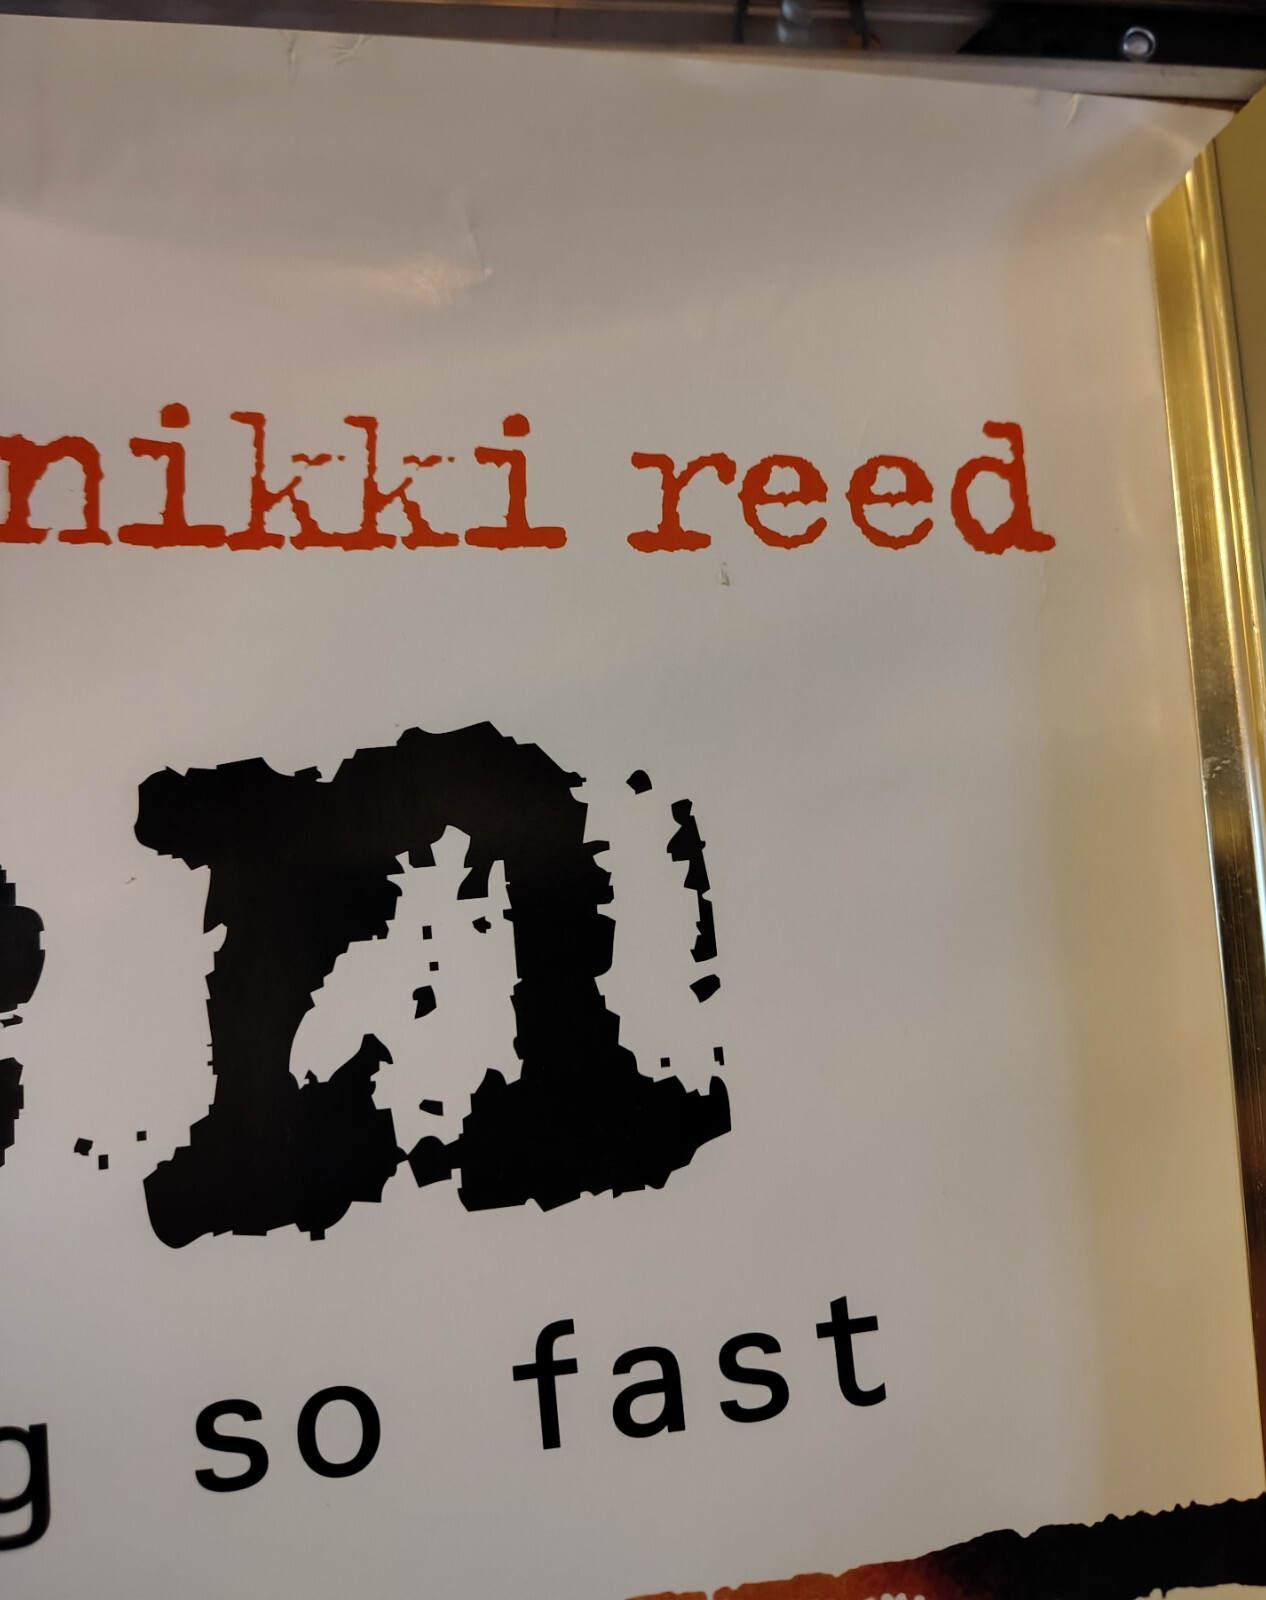 nikki reed
n
g so fast